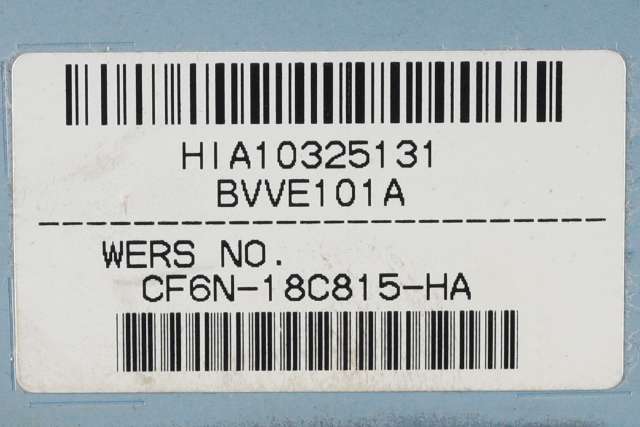 HIA10325131
BVVE101A
WERS NO.
CF6N-18C815-HA